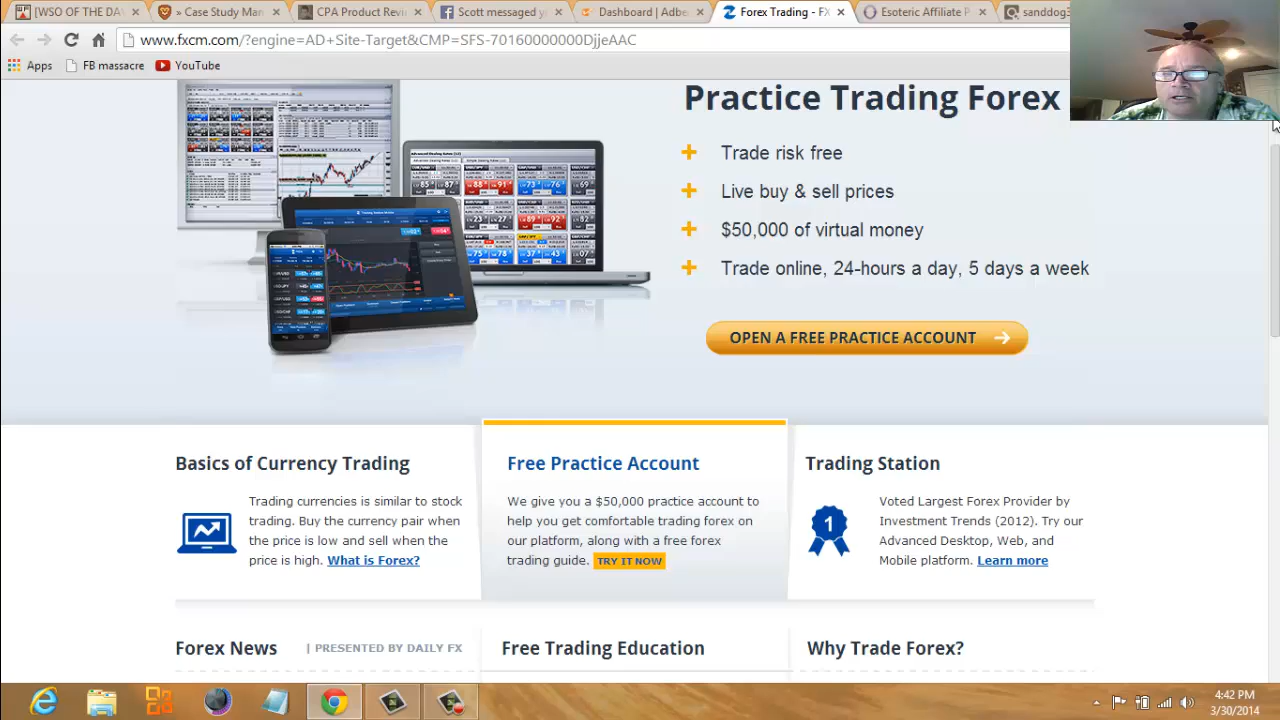 [WSO OF THE DA
» Case Study Man
CPA Product Revie
Scott messaged yo
Dashboard | Adbe
Forex Trading - FX
Esoteric Affiliate P
sanddog3
www.fxcm.com/?engine=AD+Site-Target&CMP=SFS-70160000000DjjeAAC
Apps
FB massacre
YouTube
Practice Trading Forex
Trade risk free
Live buy & sell prices
$50,000 of virtual money
Trade online, 24-hours a day, 5 days a week
OPEN A FREE PRACTICE ACCOUNT
Basics of Currency Trading
Trading currencies is similar to stock
trading. Buy the currency pair when
the price is low and sell when the
price is high. What is Forex?
Free Practice Account
We give you a $50,000 practice account to
help you get comfortable trading forex on
our platform, along with a free forex
trading guide. TRY IT NOW
Trading Station
1
Voted Largest Forex Provider by
Investment Trends (2012). Try our
Advanced Desktop, Web, and
Mobile platform. Learn more
Forex News | PRESENTED BY DAILY FX
Free Trading Education
Why Trade Forex?
4:42 PM
3/30/2014